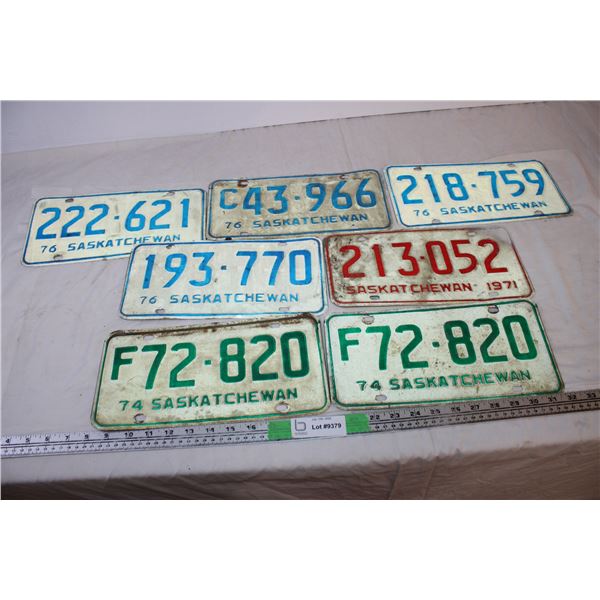 222-621
76 SASKATCHEWAN
C43-966
76 SASKATCHEWAN
218-759
76 SASKATCHEWAN
193-770
76 SASKATCHEWAN
213-052
SASKATCHEWAN - 1971
F72-820
74 SASKATCHEWAN
F72-820
74 SASKATCHEWAN
Lot #9379